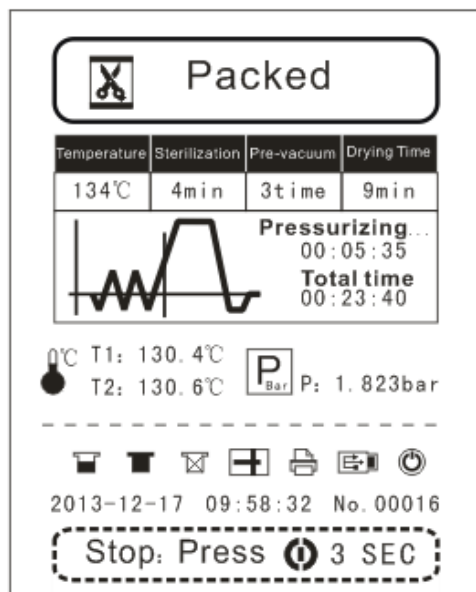 Packed
Temperature Sterilization Pre-vacuum Drying Time
134℃ 4min 3time 9min
Pressurizing...
00:05:35
Total time
00:23:40
℃ T1: 130.4℃
T2: 130.6℃
P Bar P: 1.823bar
2013-12-17 09:58:32 No.00016
Stop: Press 3 SEC